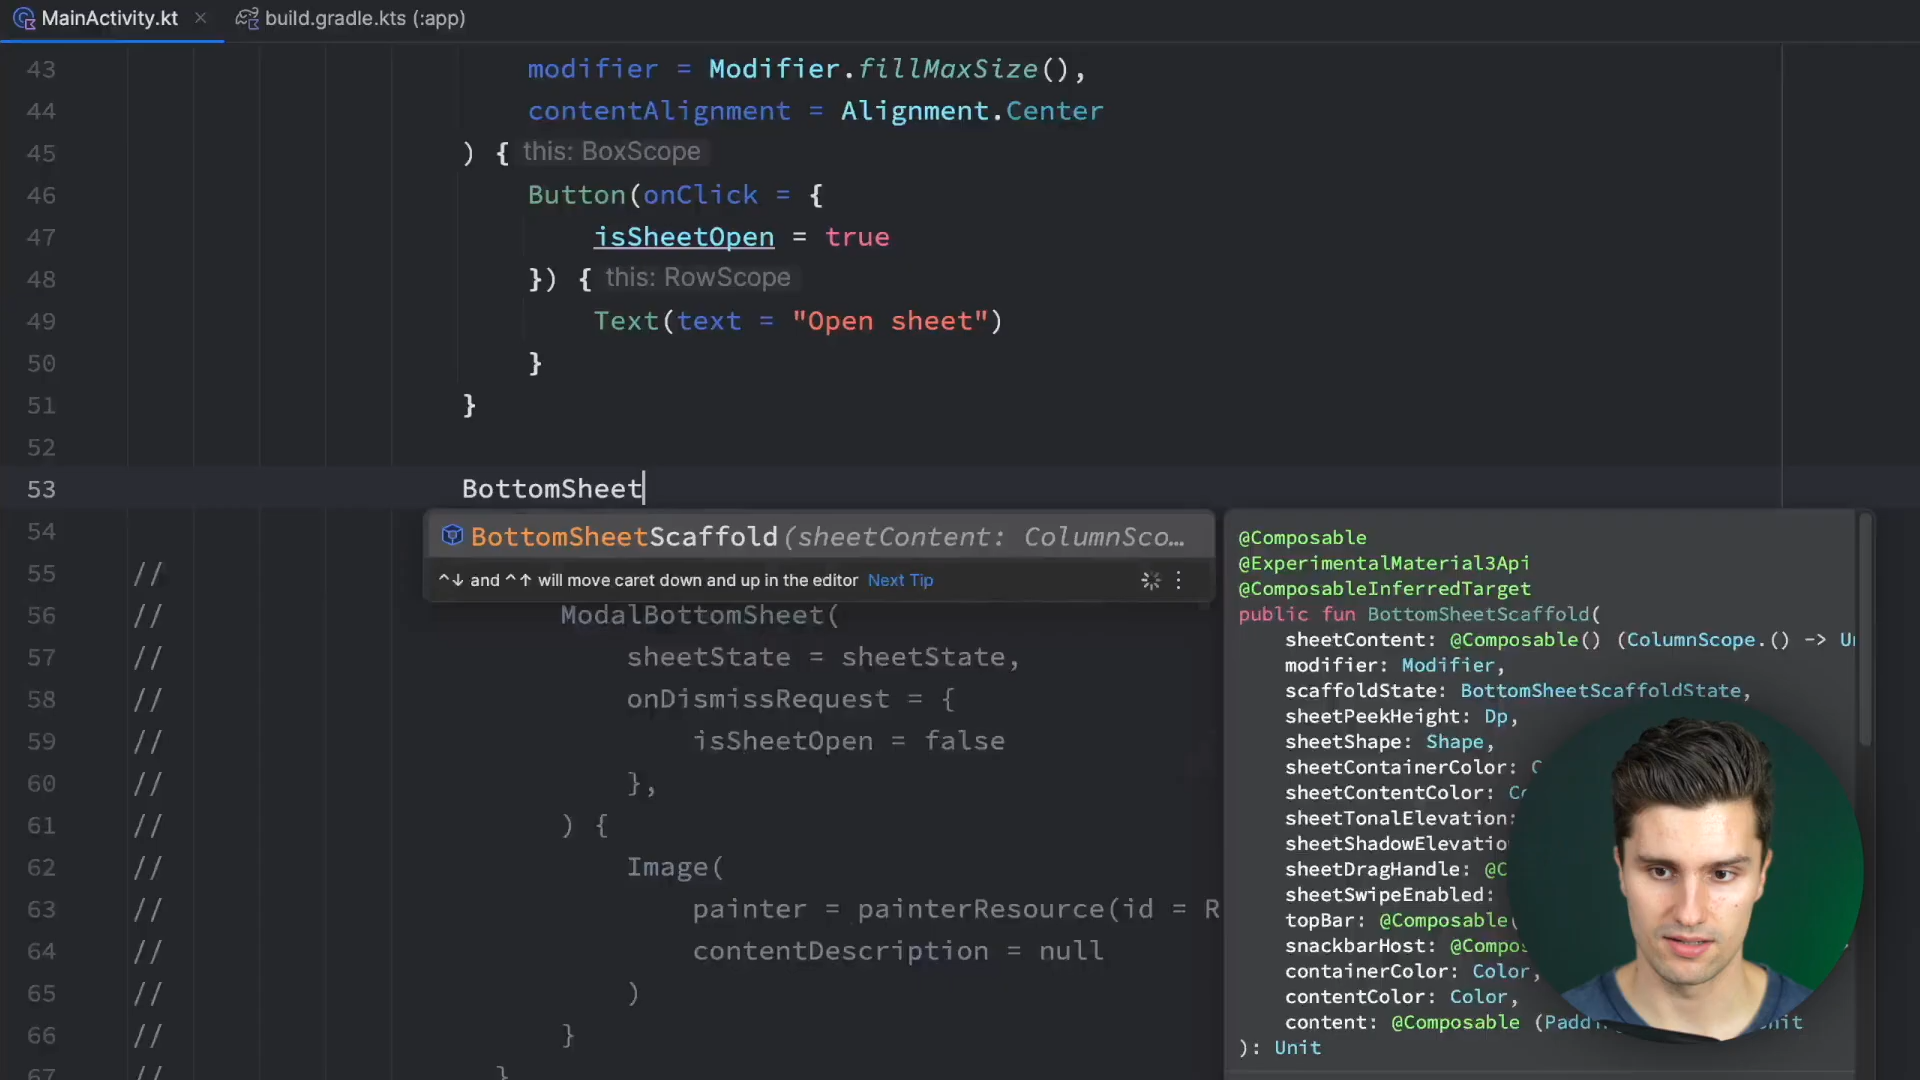 MainActivity.kt
build.gradle.kts (:app)
43 modifier = Modifier.fillMaxSize(),
44 contentAlignment = Alignment.Center
45 ) { this: BoxScope
46 Button(onClick = {
47 isSheetOpen = true
48 }) { this: RowScope
49 Text(text = "Open sheet")
50 }
51 }
52
53 BottomSheet
BottomSheetScaffold(sheetContent: ColumnSco...
^↓ and ^↑ will move caret down and up in the editor Next Tip
54
55 //
56 // ModalBottomSheet(
57 // sheetState = sheetState,
58 // onDismissRequest = {
59 // isSheetOpen = false
60 // },
61 // ) {
62 // Image(
63 // painter = painterResource(id = R
64 // contentDescription = null
65 // )
66 // }
67 // }
@Composable
@ExperimentalMaterial3Api
@ComposableInferredTarget
public fun BottomSheetScaffold(
sheetContent: @Composable() (ColumnScope.() -> U
modifier: Modifier,
scaffoldState: BottomSheetScaffoldState,
sheetPeekHeight: Dp,
sheetShape: Shape,
sheetContainerColor:
sheetContentColor:
sheetTonalElevation:
sheetShadowElevatio
sheetDragHandle:
sheetSwipeEnabled:
topBar: @Composable(
snackbarHost: @Compo
containerColor: Color,
contentColor: Color,
content: @Composable
): Unit